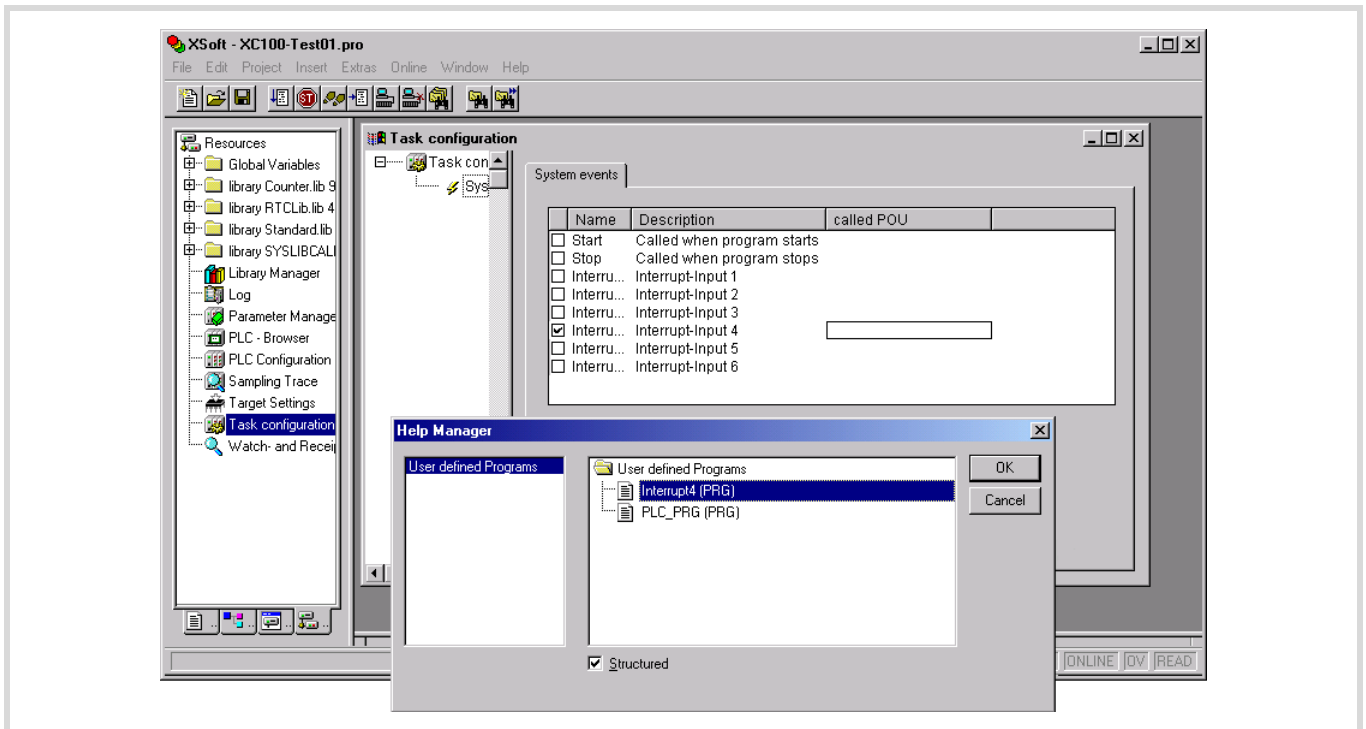 XSoft - XC100-Test01.pro
File Edit Project Insert Extras Online Window Help
Resources
Global Variables
library Counter.lib 9
library RTCLib.lib 4
library Standard.lib
library SYSLIBCALL
Library Manager
Log
Parameter Manage
PLC - Browser
PLC Configuration
Sampling Trace
Target Settings
Task configuration
Watch- and Receip
Task configuration
Task con
Sys
System events
Name Description called POU
Start Called when program starts
Stop Called when program stops
Interru... Interrupt-Input 1
Interru... Interrupt-Input 2
Interru... Interrupt-Input 3
Interru... Interrupt-Input 4
Interru... Interrupt-Input 5
Interru... Interrupt-Input 6
Help Manager
User defined Programs
User defined Programs
Interrupt4 (PRG)
PLC_PRG (PRG)
OK
Cancel
Structured
ONLINE OV READ